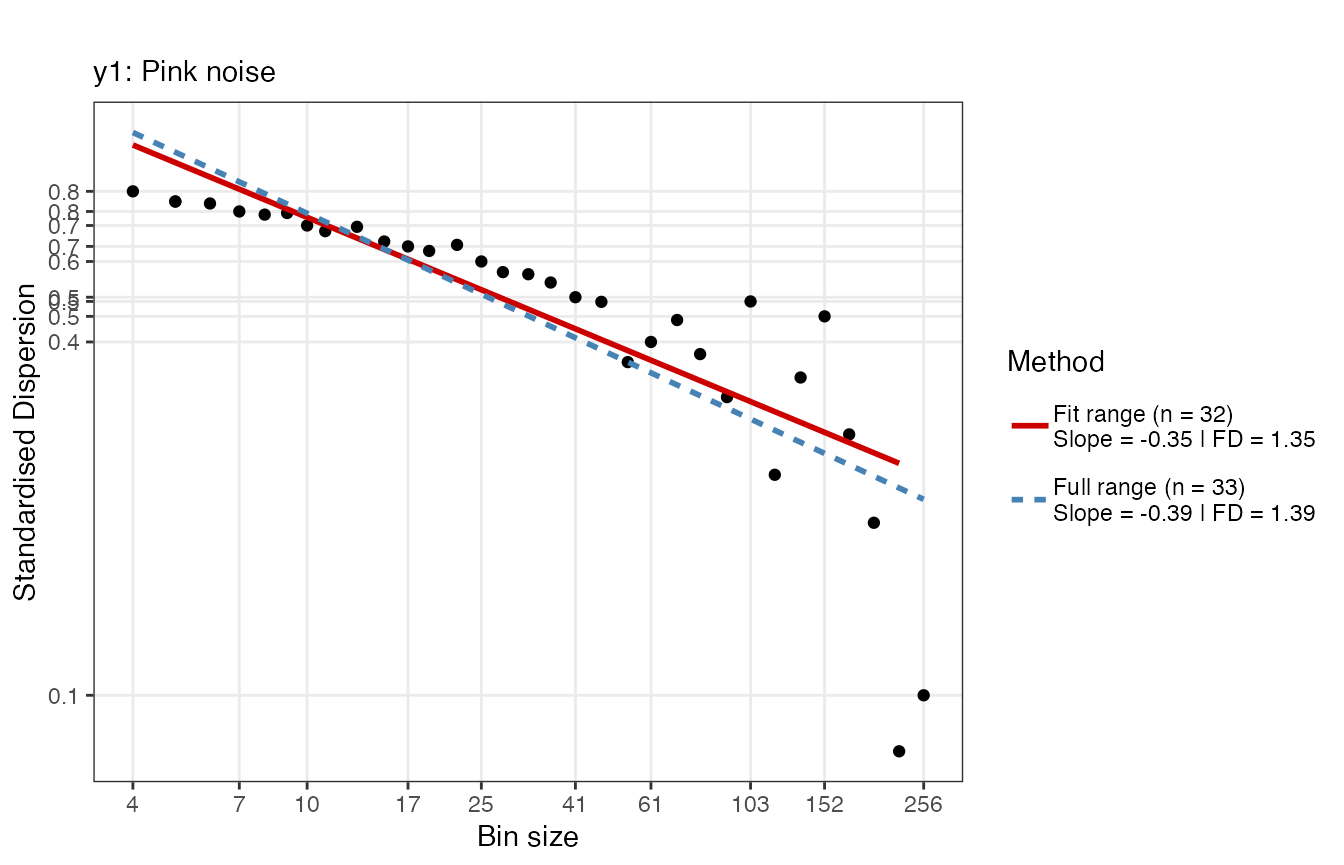 y1: Pink noise
Standardised Dispersion
0.8
0.8
0.7
0.7
0.6
0.5
0.5
0.5
0.4
0.1
4 7 10 17 25 41 61 103 152 256
Bin size
Method
Fit range (n = 32)
Slope = -0.35 | FD = 1.35
Full range (n = 33)
Slope = -0.39 | FD = 1.39